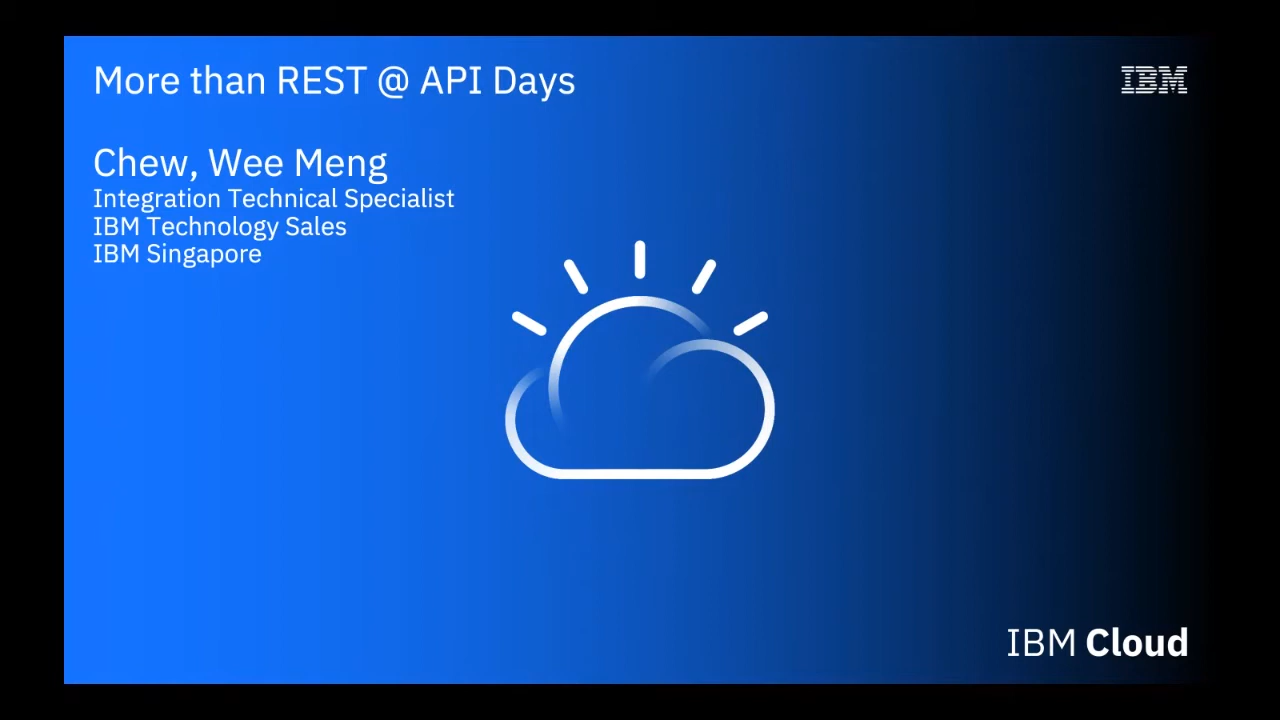 More than REST @ API Days
IBM
Chew, Wee Meng
Integration Technical Specialist
IBM Technology Sales
IBM Singapore
IBM Cloud